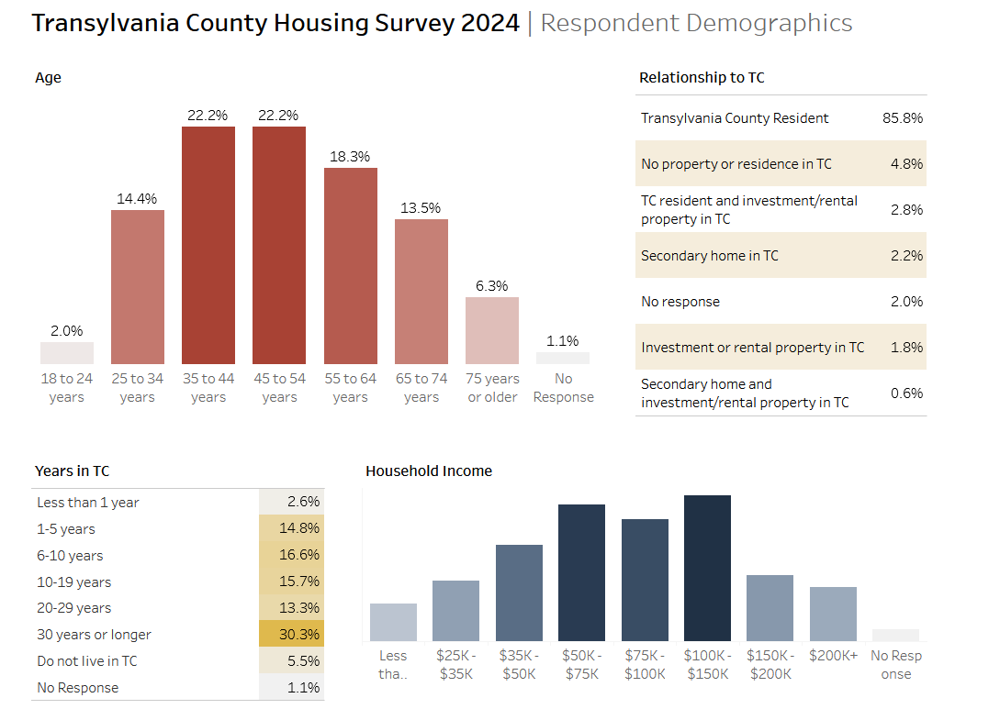 Transylvania County Housing Survey 2024 | Respondent Demographics
Age
22.2%
22.2%
18.3%
14.4%
13.5%
6.3%
2.0%
1.1%
18 to 24
years
25 to 34
years
35 to 44
years
45 to 54
years
55 to 64
years
65 to 74
years
75 years
or older
No
Response
Relationship to TC
Transylvania County Resident 85.8%
No property or residence in TC 4.8%
TC resident and investment/rental
property in TC 2.8%
Secondary home in TC 2.2%
No response 2.0%
Investment or rental property in TC 1.8%
Secondary home and
investment/rental property in TC 0.6%
Years in TC
Less than 1 year 2.6%
1-5 years 14.8%
6-10 years 16.6%
10-19 years 15.7%
20-29 years 13.3%
30 years or longer 30.3%
Do not live in TC 5.5%
No Response 1.1%
Household Income
Less
tha..
$25K -
$35K
$35K -
$50K
$50K -
$75K
$75K -
$100K
$100K -
$150K
$150K -
$200K
$200K+
No Resp
onse